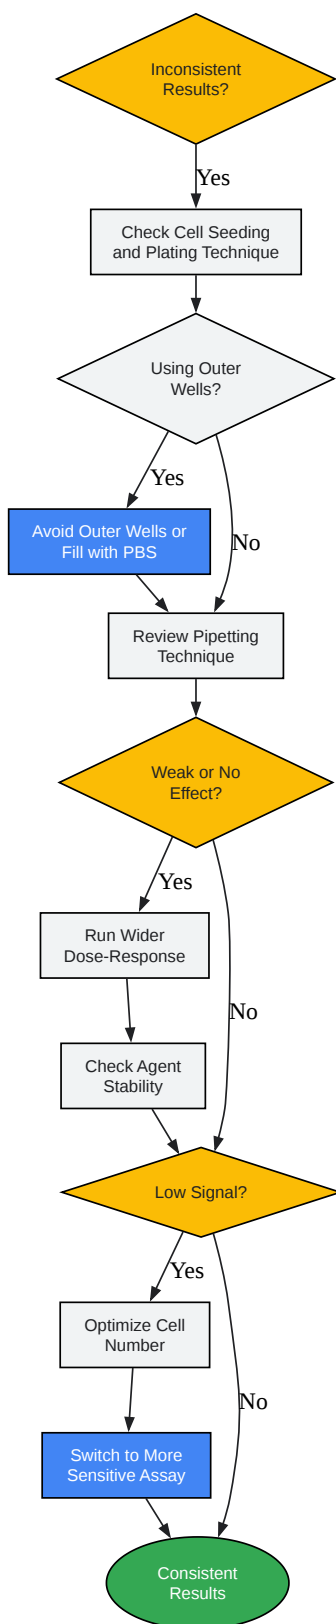 Inconsistent
Results?
Yes
Check Cell Seeding
and Plating Technique
Using Outer
Wells?
Yes
Avoid Outer Wells or
Fill with PBS
No
Review Pipetting
Technique
Weak or No
Effect?
Yes
Run Wider
Dose-Response
No
Check Agent
Stability
Low Signal?
Yes
Optimize Cell
Number
No
Switch to More
Sensitive Assay
Consistent
Results